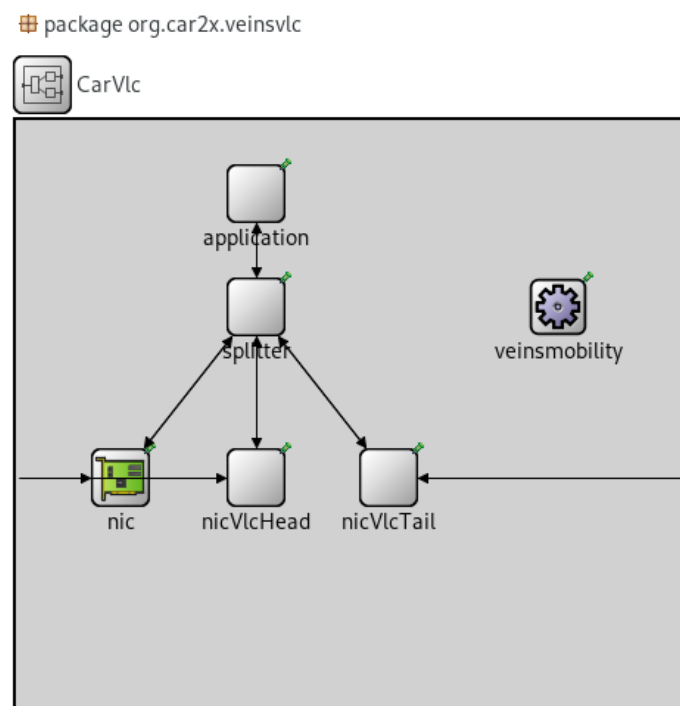 package org.car2x.veinsvlc
CarVlc
application
splitter
veinsmobility
nic
nicVlcHead
nicVlcTail